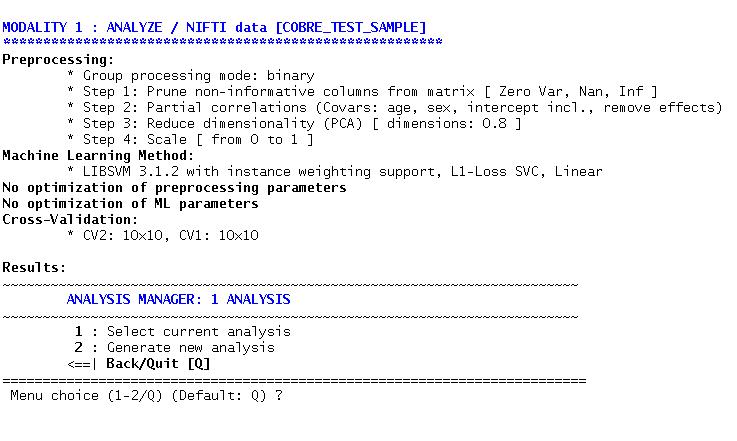 MODALITY 1 : ANALYZE / NIFTI data [COBRE_TEST_SAMPLE]
*******************************************************
Preprocessing:
* Group processing mode: binary
* Step 1: Prune non-informative columns from matrix [ Zero Var, Nan, Inf ]
* Step 2: Partial correlations (Covars: age, sex, intercept incl., remove effects)
* Step 3: Reduce dimensionality (PCA) [ dimensions: 0.8 ]
* Step 4: Scale [ from 0 to 1 ]
Machine Learning Method:
* LIBSVM 3.1.2 with instance weighting support, L1-Loss SVC, Linear
No optimization of preprocessing parameters
No optimization of ML parameters
Cross-Validation:
* CV2: 10x10, CV1: 10x10
Results:
~~~~~~~~~~~~~~~~~~~~~~~~~~~~~~~~~~~~~~~~~~~~~~~~~~~~~~~~~~~~~~~~~~~~~~~~
ANALYSIS MANAGER: 1 ANALYSIS
~~~~~~~~~~~~~~~~~~~~~~~~~~~~~~~~~~~~~~~~~~~~~~~~~~~~~~~~~~~~~~~~~~~~~~~~
1 : Select current analysis
2 : Generate new analysis
<==| Back/Quit [Q]
=========================================================================
Menu choice (1-2/Q) (Default: Q) ?